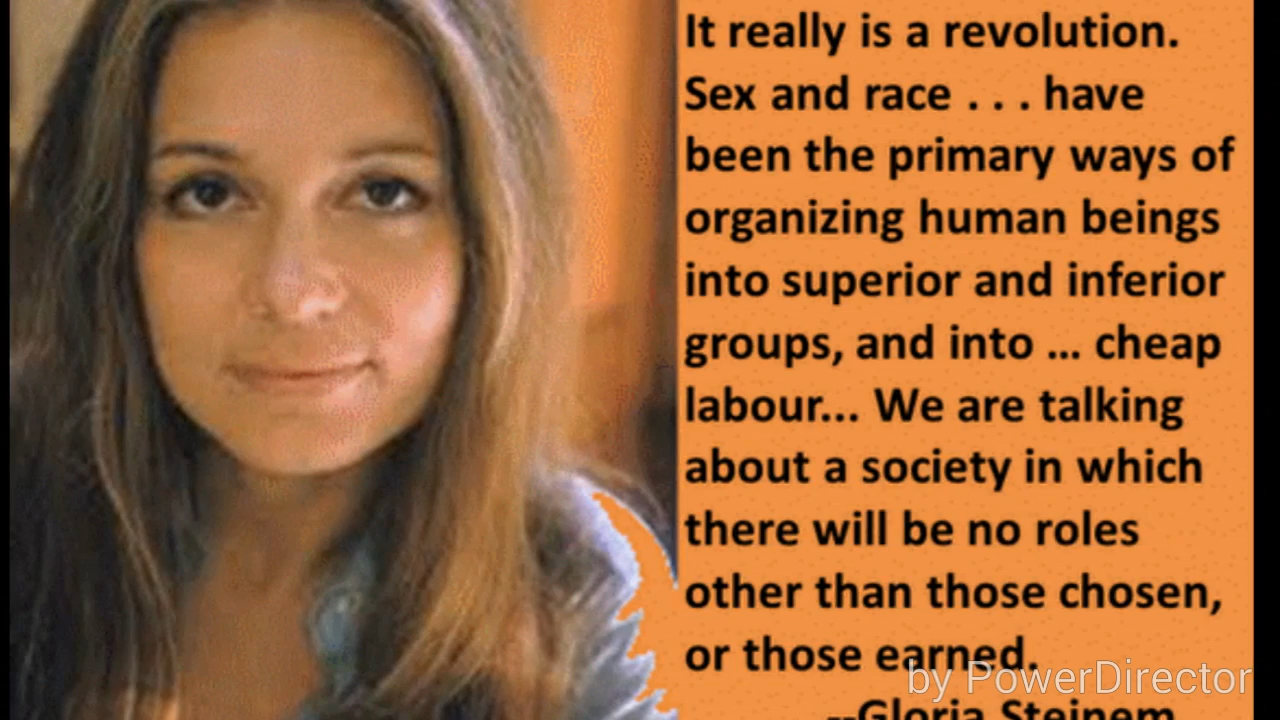 It really is a revolution.
Sex and race . . . have
been the primary ways of
organizing human beings
into superior and inferior
groups, and into ... cheap
labour... We are talking
about a society in which
there will be no roles
other than those chosen,
or those earned.
by PowerDirector
--Gloria Steinem